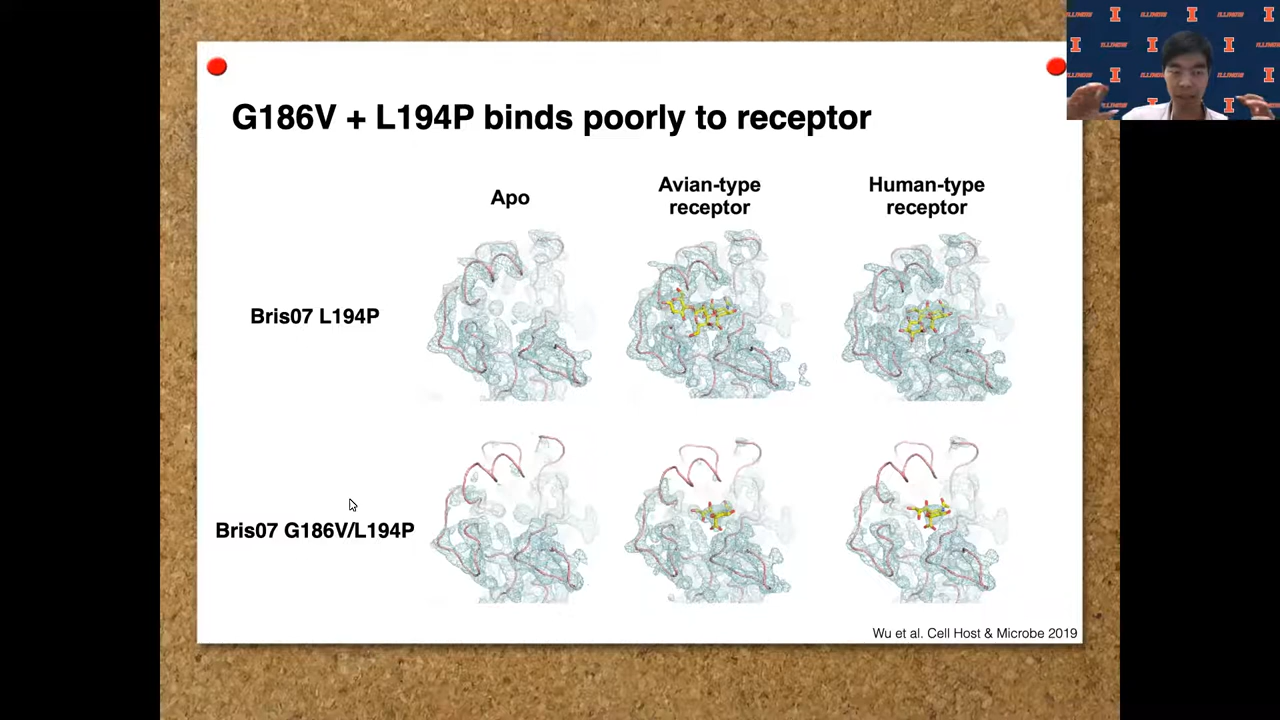 ILLINOIS
G186V + L194P binds poorly to receptor
Apo
Avian-type
receptor
Human-type
receptor
Bris07 L194P
Bris07 G186V/L194P
Wu et al. Cell Host & Microbe 2019